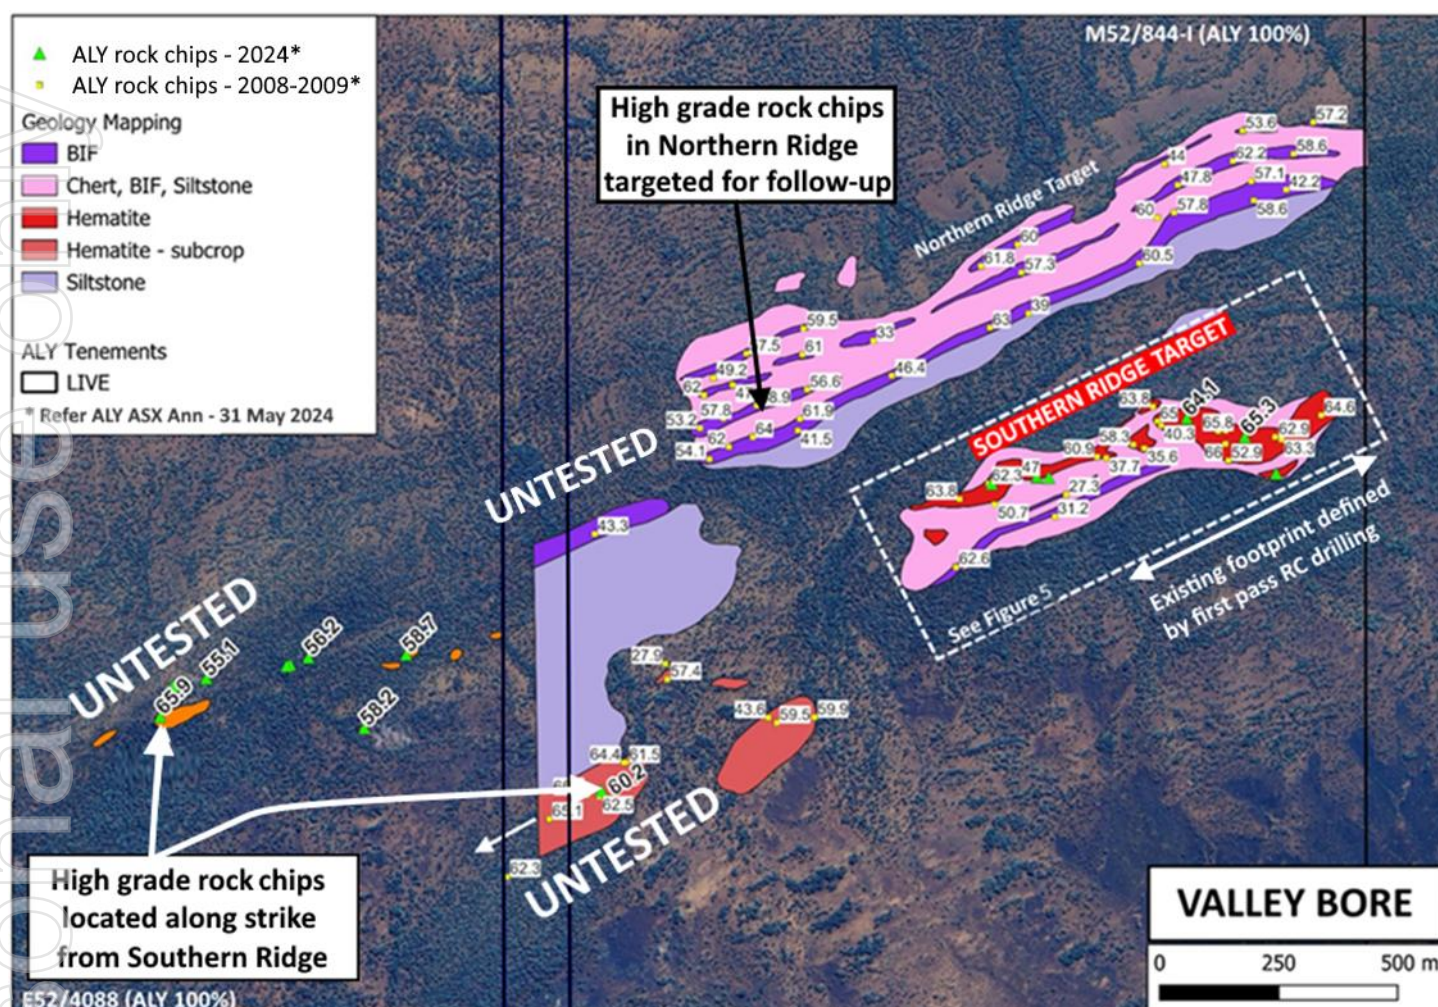 M52/844-I (ALY 100%)
ALY rock chips - 2024*
ALY rock chips - 2008-2009*
Geology Mapping
BIF
Chert, BIF, Siltstone
Hematite
Hematite - subcrop
Siltstone
ALY Tenements
LIVE
* Refer ALY ASX Ann - 31 May 2024
High grade rock chips
in Northern Ridge
targeted for follow-up
Northern Ridge Target
53.6
57.2
44
62.2
58.6
47.8
57.1
42.2
60
57.8
58.6
60
61.8
57.3
60.5
59.5
33
63
39
61
49.2
46.4
62
56.6
57.8
53.2
61.9
62
64
41.5
54.1
SOUTHERN RIDGE TARGET
63.8
64.1
64.6
65
65.8
65.3
62.9
40.3
58.3
60.9
66
52.9
63.3
35.6
47
37.7
62.3
63.8
27.3
50.7
31.2
62.6
See Figure 5
Existing footprint defined
by first pass RC drilling
UNTESTED
43.3
UNTESTED
65.9
55.1
56.2
58.7
58.2
27.9
57.4
43.6
59.5
59.9
64.4
61.5
60.2
62.5
65.1
62.3
UNTESTED
High grade rock chips
located along strike
from Southern Ridge
E52/4088 (ALY 100%)
VALLEY BORE
0 250 500 m